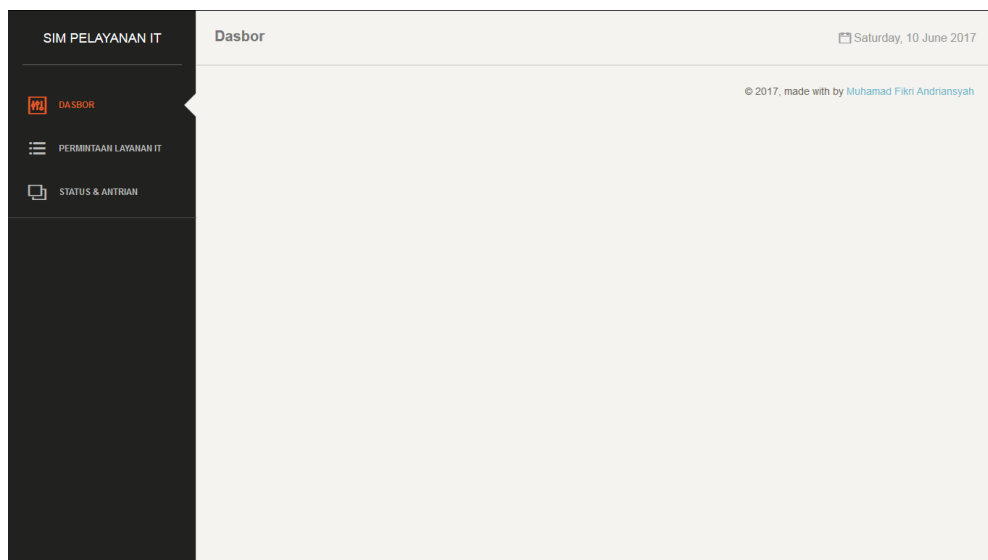 SIM PELAYANAN IT
DASBOR
PERMINTAAN LAYANAN IT
STATUS & ANTRIAN
Dasbor
Saturday, 10 June 2017
© 2017, made with by Muhamad Fikri Andriansyah